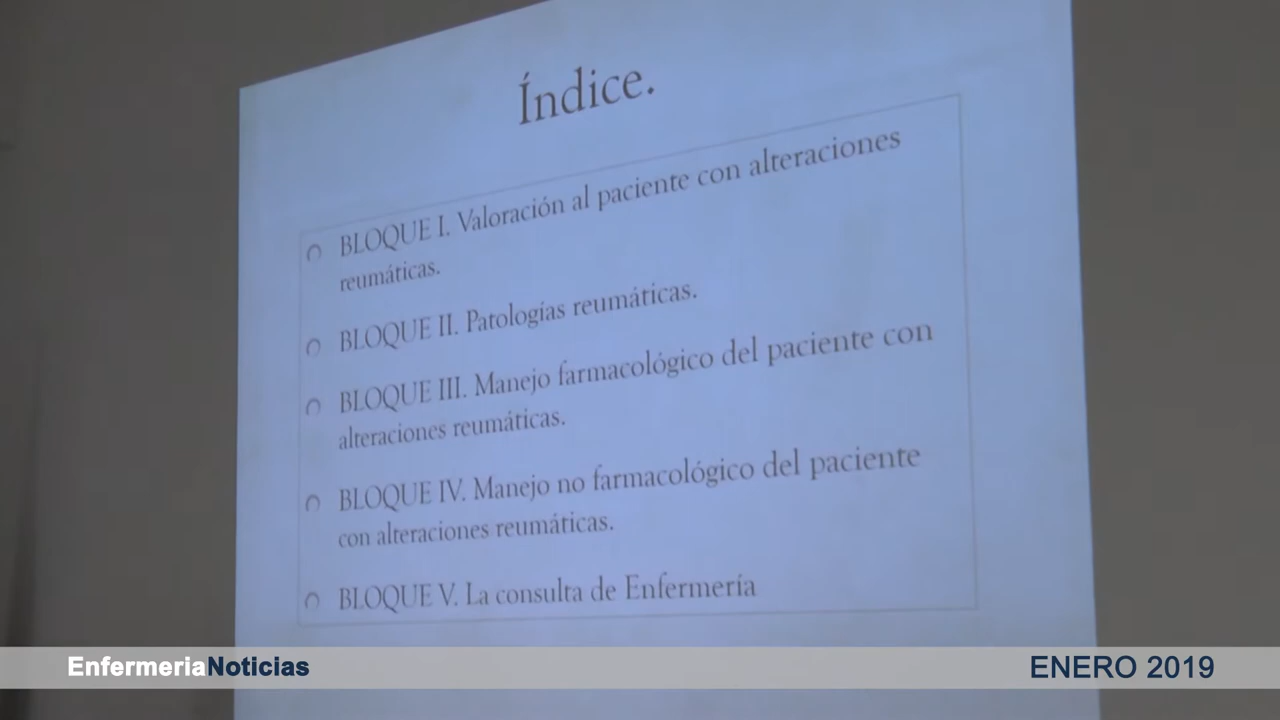 Índice.
BLOQUE I. Valoración al paciente con alteraciones
reumáticas.
BLOQUE II. Patologías reumáticas.
BLOQUE III. Manejo farmacológico del paciente con
alteraciones reumáticas.
BLOQUE IV. Manejo no farmacológico del paciente
con alteraciones reumáticas.
BLOQUE V. La consulta de Enfermería
EnfermeriaNoticias
ENERO 2019